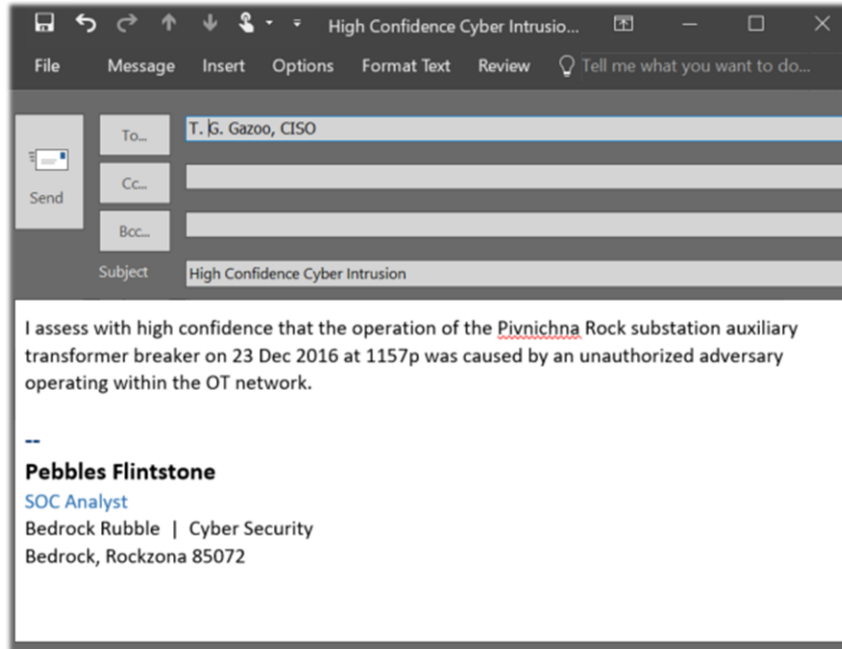 High Confidence Cyber Intrusio...
File Message Insert Options Format Text Review Tell me what you want to do...
To... T. G. Gazoo, CISO
Cc...
Send
Bcc...
Subject High Confidence Cyber Intrusion
I assess with high confidence that the operation of the Pivnichna Rock substation auxiliary
transformer breaker on 23 Dec 2016 at 1157p was caused by an unauthorized adversary
operating within the OT network.
--
Pebbles Flintstone
SOC Analyst
Bedrock Rubble | Cyber Security
Bedrock, Rockzona 85072